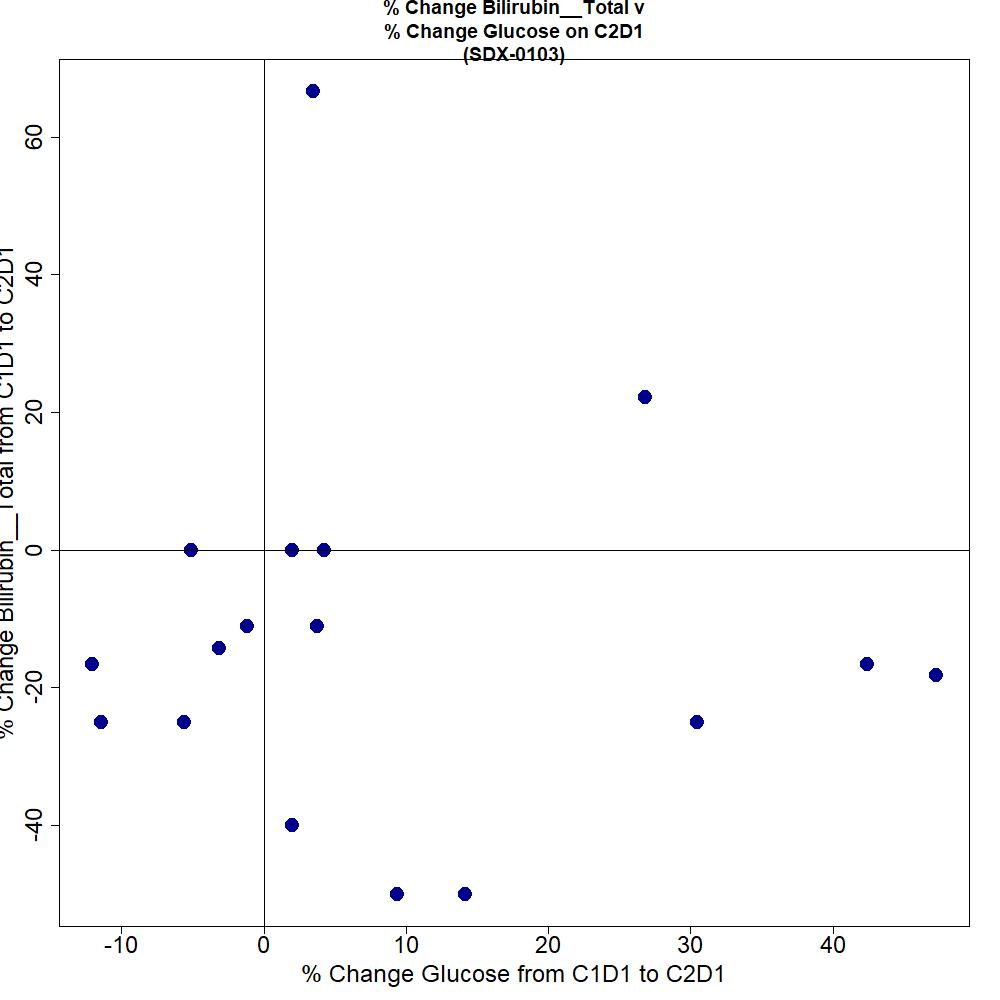 % Change Bilirubin__Total v
% Change Glucose on C2D1
(SDX-0103)
% Change Bilirubin__Total from C1D1 to C2D1
60
40
20
0
-20
-40
-10
0
10
20
30
40
% Change Glucose from C1D1 to C2D1